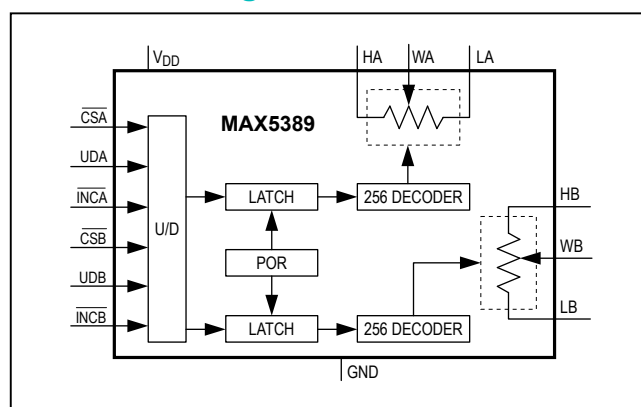 VDD
HA
WA
LA
MAX5389
CSA
UDA
INCA
CSB
UDB
INCB
U/D
LATCH
256 DECODER
POR
LATCH
256 DECODER
HB
WB
LB
GND